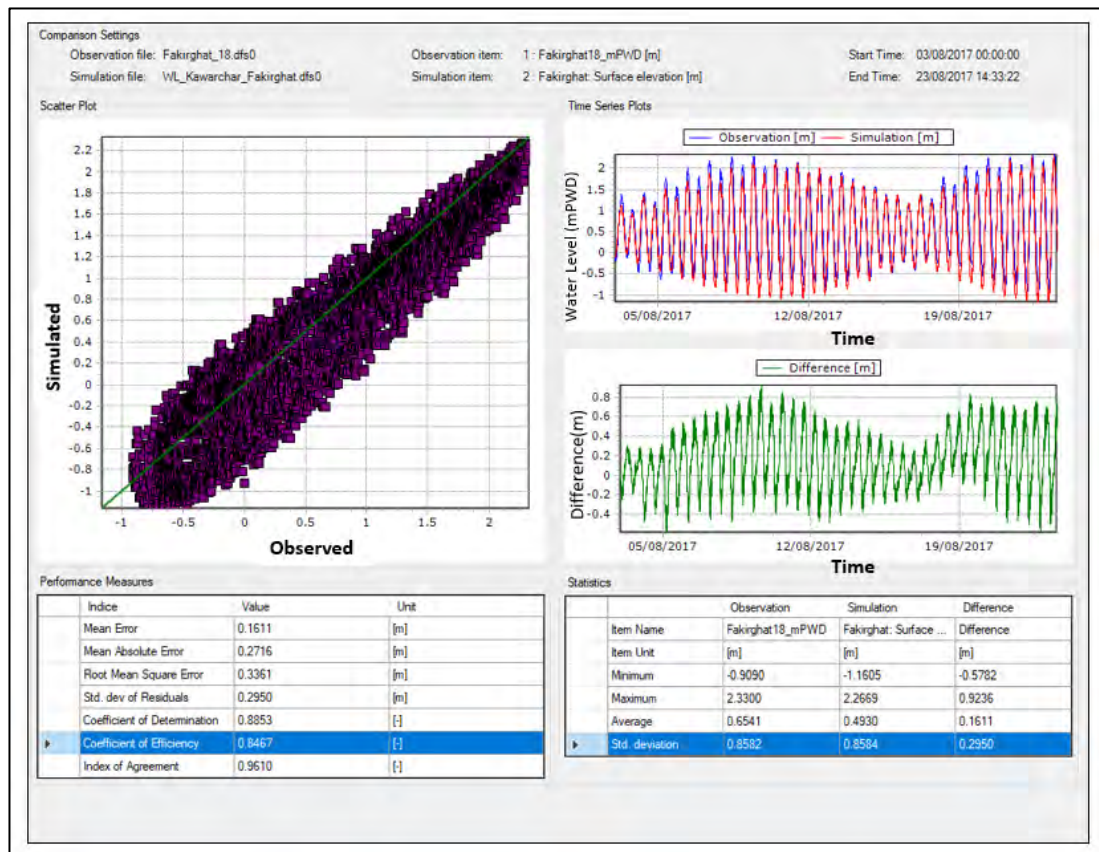 Comparison Settings
Observation file: Fakirghat_18.dfs0 Observation item: 1 : Fakirghat18_mPWD [m] Start Time: 03/08/2017 00:00:00
Simulation file: WL_Kawarchar_Fakirghat.dfs0 Simulation item: 2 : Fakirghat: Surface elevation [m] End Time: 23/08/2017 14:33:22
Scatter Plot
2.2
2
1.8
1.6
1.4
1.2
1
0.8
0.6
0.4
0.2
0
-0.2
-0.4
-0.6
-0.8
-1
Simulated
-1 -0.5 0 0.5 1 1.5 2
Observed
Time Series Plots
Observation [m] Simulation [m]
2
1.5
1
0.5
0
-0.5
-1
Water Level (mPWD)
05/08/2017 12/08/2017 19/08/2017
Time
Difference [m]
0.8
0.6
0.4
0.2
0
-0.2
-0.4
Difference(m)
05/08/2017 12/08/2017 19/08/2017
Time
Performance Measures
Indice Value Unit
Mean Error 0.1611 [m]
Mean Absolute Error 0.2716 [m]
Root Mean Square Error 0.3361 [m]
Std. dev of Residuals 0.2950 [m]
Coefficient of Determination 0.8853 [-]
Coefficient of Efficiency 0.8467 [-]
Index of Agreement 0.9610 [-]
Statistics
Observation Simulation Difference
Item Name Fakirghat18_mPWD Fakirghat: Surface ... Difference
Item Unit [m] [m] [m]
Minimum -0.9090 -1.1605 -0.5782
Maximum 2.3300 2.2669 0.9236
Average 0.6541 0.4930 0.1611
Std. deviation 0.8582 0.8584 0.2950